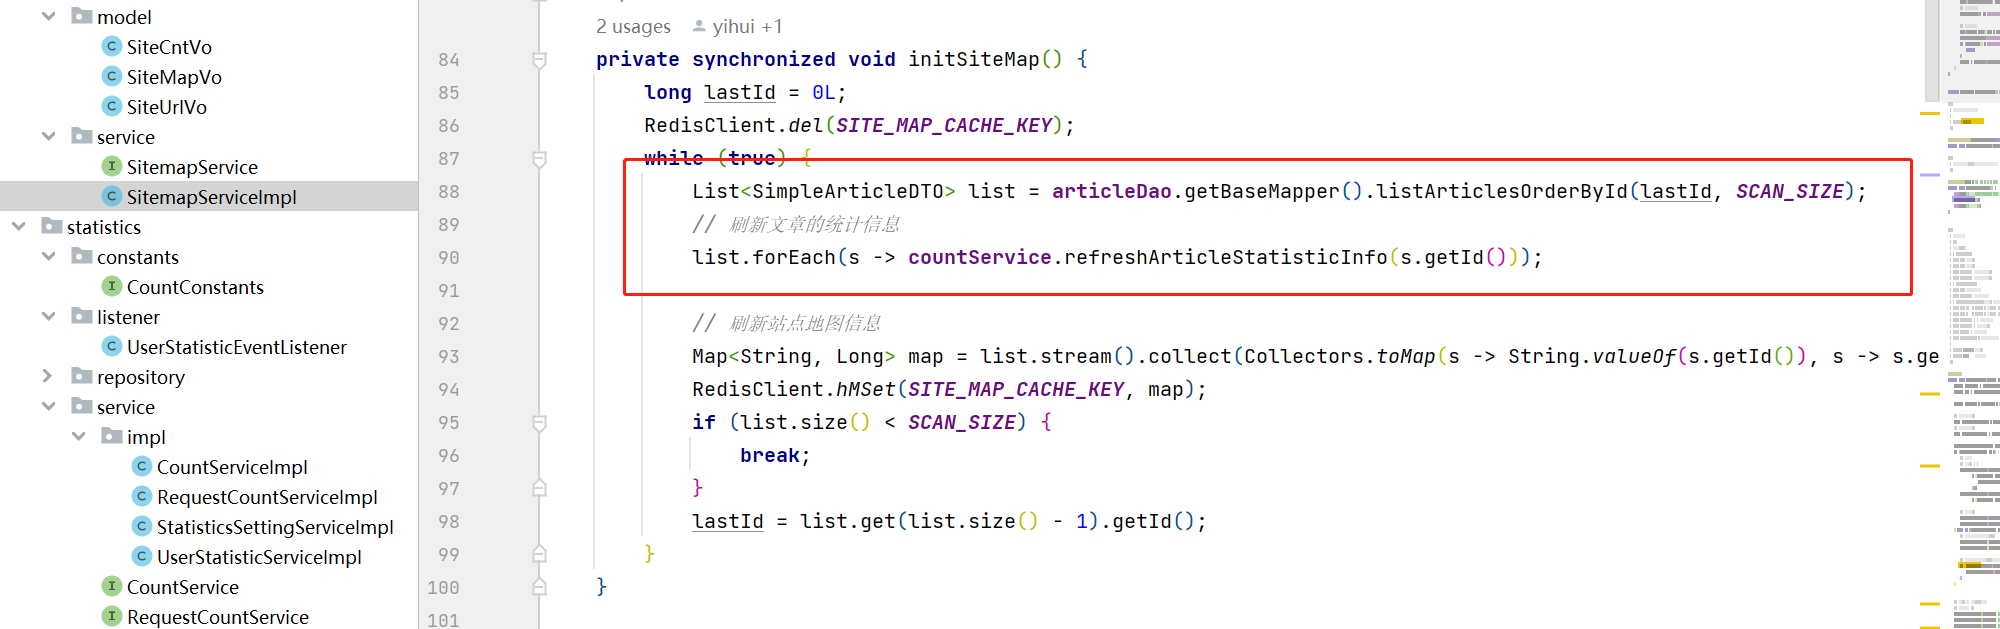 model
SiteCntVo
SiteMapVo
SiteUrlVo
service
SitemapService
SitemapServiceImpl
statistics
constants
CountConstants
listener
UserStatisticEventListener
repository
service
impl
CountServiceImpl
RequestCountServiceImpl
StatisticsSettingServiceImpl
UserStatisticServiceImpl
CountService
RequestCountService
2 usages yihui +1
84 private synchronized void initSiteMap() {
85 long lastId = 0L;
86 RedisClient.del(SITE_MAP_CACHE_KEY);
87 while (true) {
88 List<SimpleArticleDTO> list = articleDao.getBaseMapper().listArticlesOrderById(lastId, SCAN_SIZE);
89 // 刷新文章的统计信息
90 list.forEach(s -> countService.refreshArticleStatisticInfo(s.getId()));
91
92 // 刷新站点地图信息
93 Map<String, Long> map = list.stream().collect(Collectors.toMap(s -> String.valueOf(s.getId()), s -> s.ge
94 RedisClient.hMSet(SITE_MAP_CACHE_KEY, map);
95 if (list.size() < SCAN_SIZE) {
96 break;
97 }
98 lastId = list.get(list.size() - 1).getId();
99 }
100 }
101